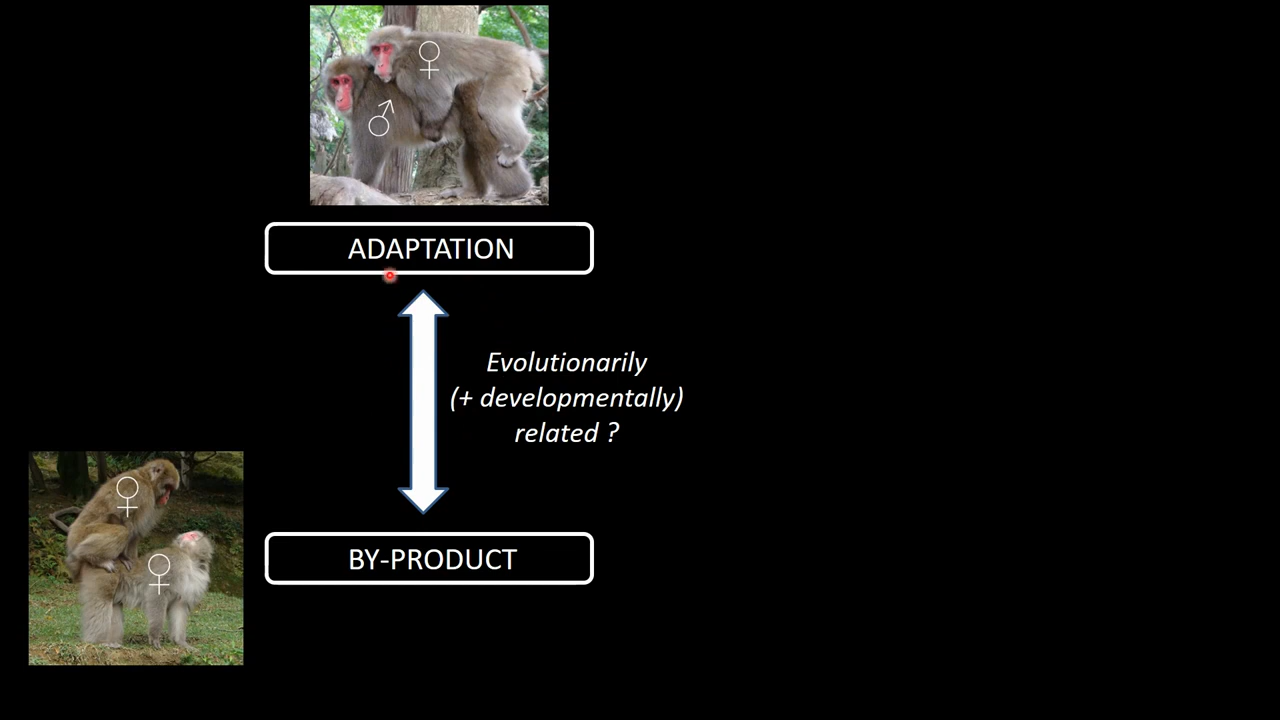 ♀
♂
ADAPTATION
Evolutionarily
(+ developmentally)
related ?
♀
♀
BY-PRODUCT